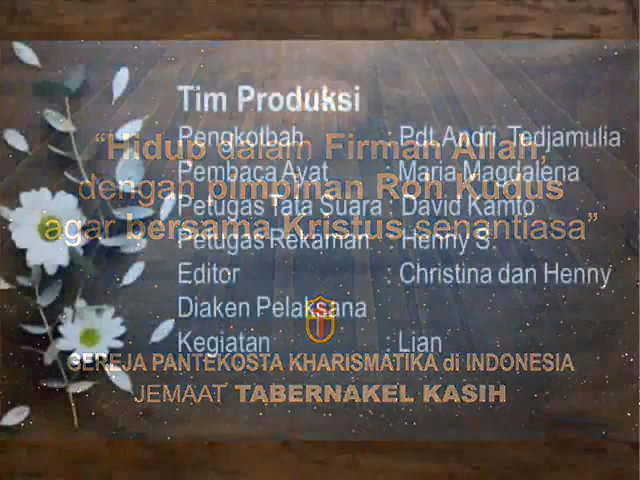 Tim Produksi
Pengkotbah : Pdt. Andri Tedjamulia
"Hidup dalam Firman Allah,
Pembaca Ayat : Maria Magdalena
dengan pimpinan Roh Kudus
Petugas Tata Suara : David Kamto
agar bersama Kristus senantiasa"
Petugas Rekaman : Henny S.
Editor : Christina dan Henny
Diaken Pelaksana
Kegiatan : Lian
GEREJA PANTEKOSTA KHARISMATIKA di INDONESIA
JEMAAT TABERNAKEL KASIH